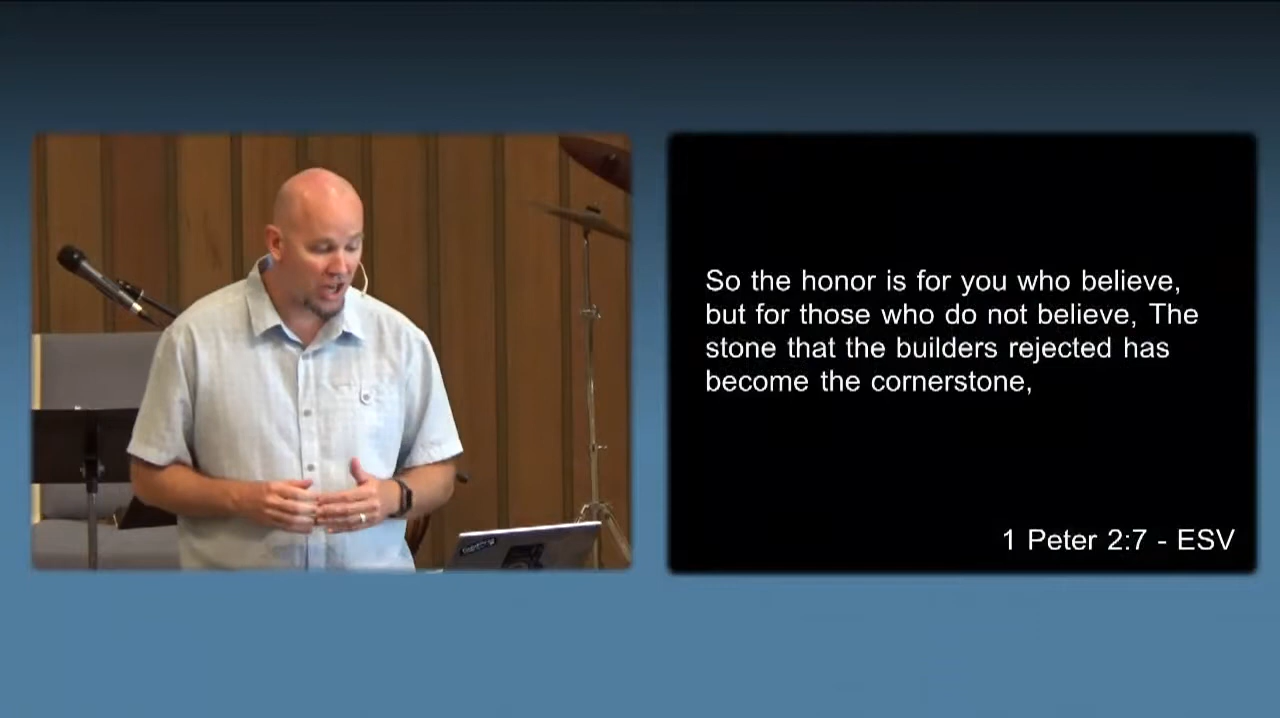 So the honor is for you who believe,
but for those who do not believe, The
stone that the builders rejected has
become the cornerstone,
1 Peter 2:7 - ESV